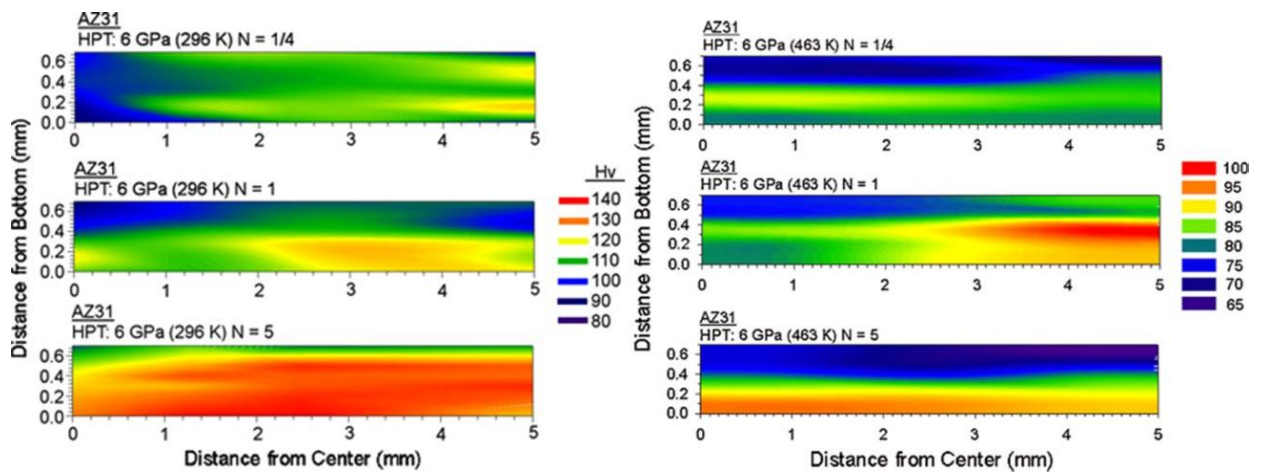 AZ31
HPT: 6 GPa (296 K) N = 1/4
0.6
0.4
0.2
0.0
0 1 2 3 4 5
AZ31
HPT: 6 GPa (296 K) N = 1
0.6
0.4
0.2
0.0
0 1 2 3 4 5
AZ31
HPT: 6 GPa (296 K) N = 5
0.6
0.4
0.2
0.0
0 1 2 3 4 5
Distance from Bottom (mm)
Distance from Center (mm)
Hv
140
130
120
110
100
90
80
AZ31
HPT: 6 GPa (463 K) N = 1/4
0.6
0.4
0.2
0.0
0 1 2 3 4 5
AZ31
HPT: 6 GPa (463 K) N = 1
0.6
0.4
0.2
0.0
0 1 2 3 4 5
AZ31
HPT: 6 GPa (463 K) N = 5
0.6
0.4
0.2
0.0
0 1 2 3 4 5
Distance from Bottom (mm)
Distance from Center (mm)
100
95
90
85
80
75
70
65